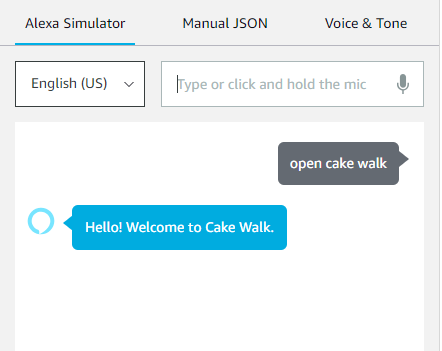 Alexa Simulator Manual JSON Voice & Tone
English (US) Type or click and hold the mic
open cake walk
Hello! Welcome to Cake Walk.